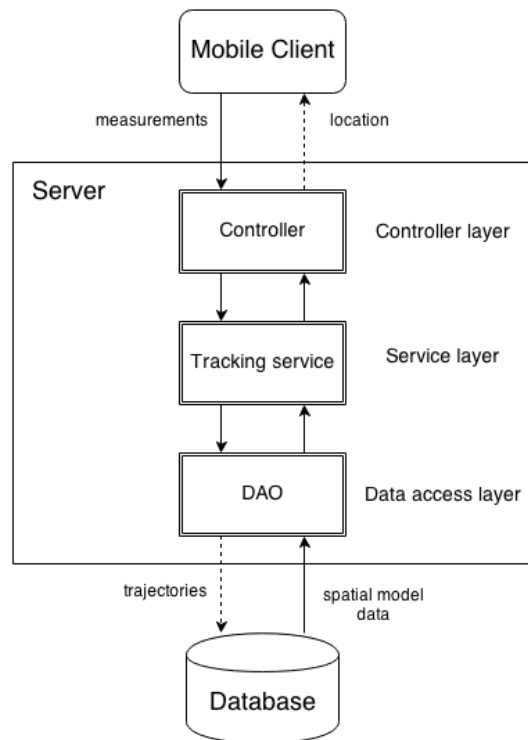 Mobile Client
measurements
location
Server
Controller
Controller layer
Tracking service
Service layer
DAO
Data access layer
trajectories
spatial model
data
Database